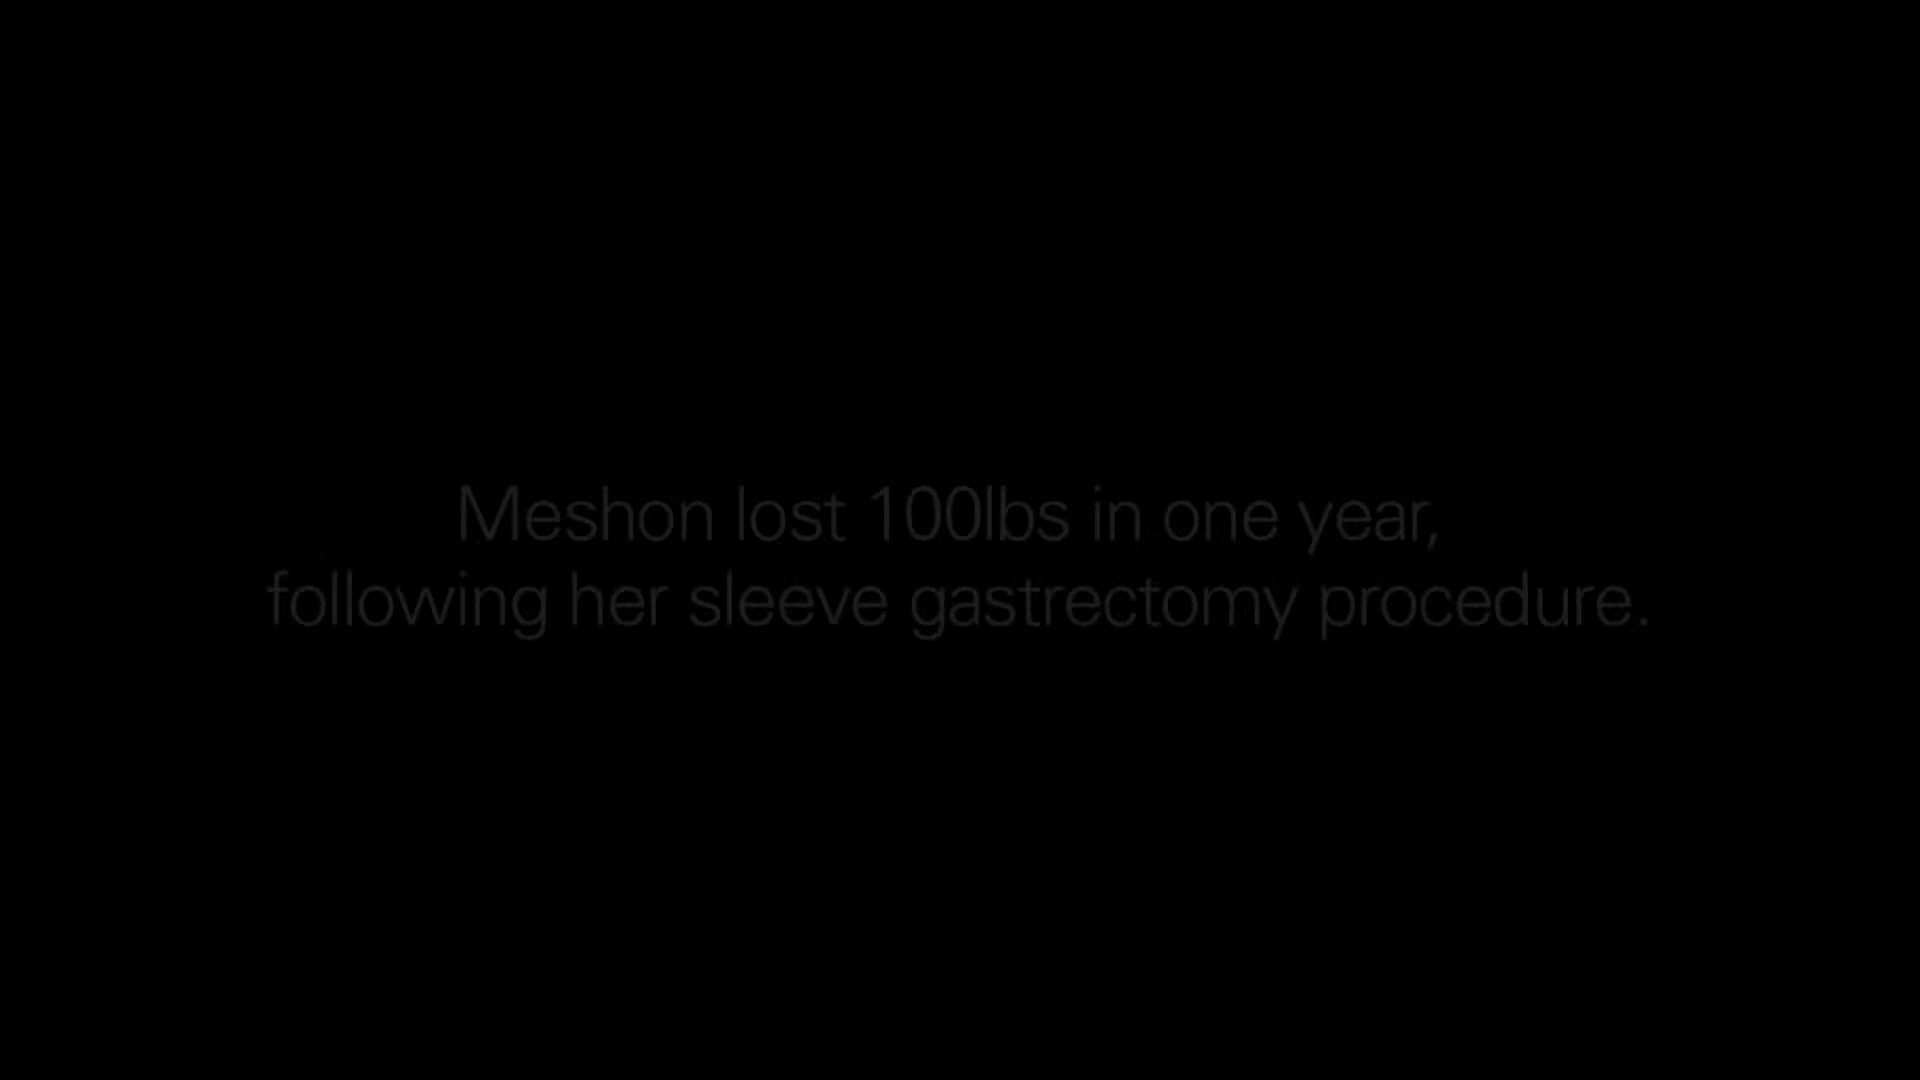 Meshon lost 100lbs in one year,
following her sleeve gastrectomy procedure.